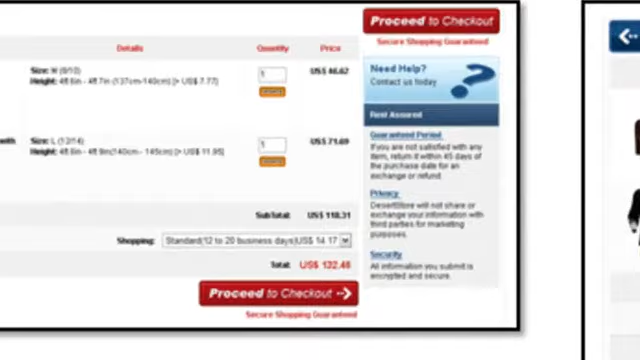 Proceed to Checkout
Secure Shopping Guaranteed
Details Quantity Price
Size: M (8/10)
Height: 4ft 6in - 4ft 7in (137cm-140cm) [+ US$ 7.77]
1
US$ 46.62
Need Help?
Contact us today
Rest Assured
with
Size: L (12/14)
Height: 4ft 8in - 4ft 9in(140cm - 145cm) [+ US$ 11.95]
1
US$ 71.69
Guaranteed Period
If you are not satisfied with any
item, return it within 45 days of
the purchase date for an
exchange or refund.
Privacy
DesertStore will not share or
exchange your information with
third parties for marketing
purposes.
Security
All information you submit is
encrypted and secure.
SubTotal: US$ 118.31
Shopping: Standard(12 to 20 business days)US$ 14 17
Total: US$ 132.48
Proceed to Checkout
Secure Shopping Guaranteed